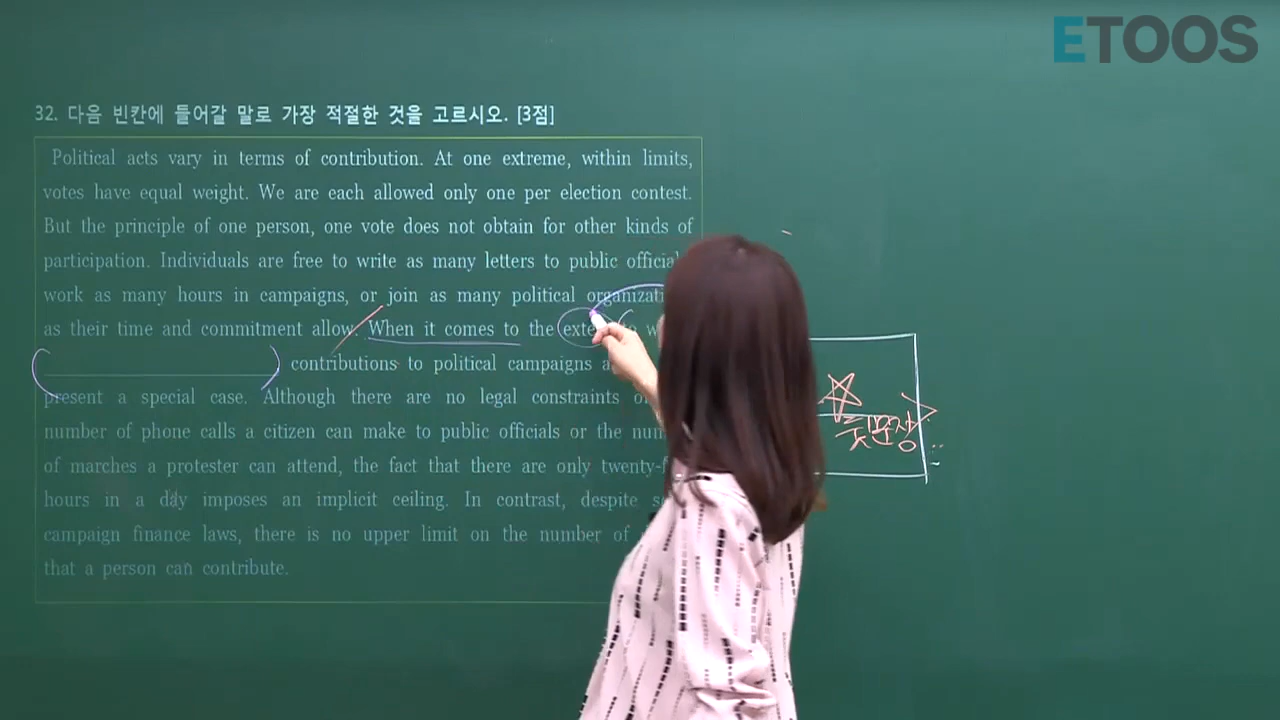 ETOOS
32. 다음 빈칸에 들어갈 말로 가장 적절한 것을 고르시오. [3점]
Political acts vary in terms of contribution. At one extreme, within limits,
votes have equal weight. We are each allowed only one per election contest.
But the principle of one person, one vote does not obtain for other kinds of
participation. Individuals are free to write as many letters to public
work as many hours in campaigns, or join as many political
as their time and commitment allow. When it comes to the
contributions to political campaigns
present a special case. Although there are no legal constraints
number of phone calls a citizen can make to public officials or the
of marches a protester can attend, the fact that there are only
hours in a day imposes an implicit ceiling. In contrast, despite
campaign finance laws, there is no upper limit on the number of
that a person can contribute.